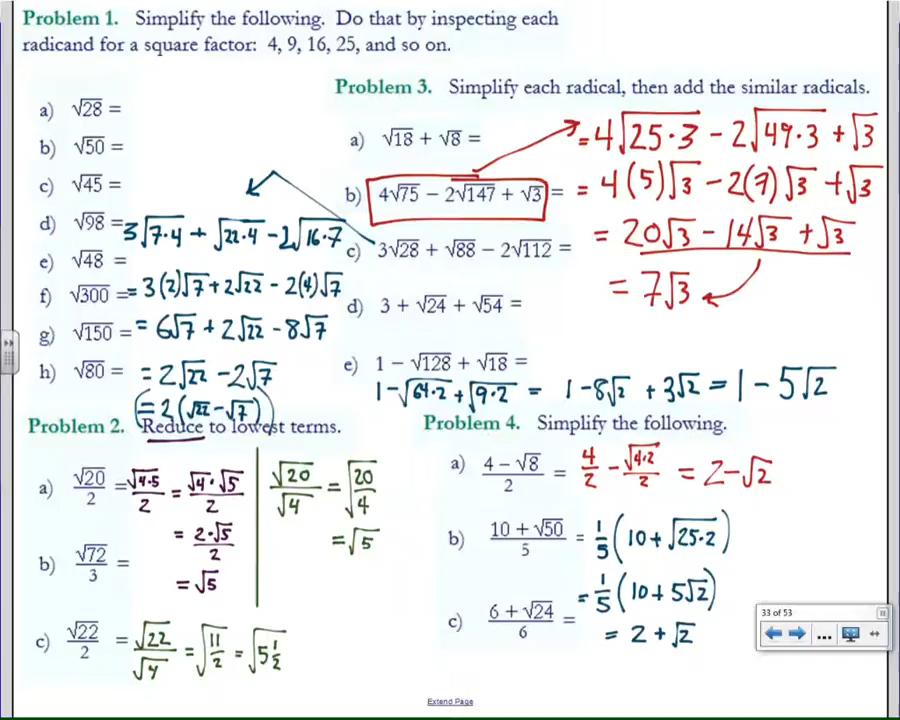 Problem 1. Simplify the following. Do that by inspecting each
radicand for a square factor: 4, 9, 16, 25, and so on.
a) √28 =
b) √50 =
c) √45 =
d) √98 =
e) √48 =
f) √300 =
g) √150 =
h) √80 =
3√7·4 + √22·4 - 2√16·7
= 3(2)√7 + 2√22 - 2(4)√7
= 6√7 + 2√22 - 8√7
= 2√22 - 2√7
(= 2(√22 - √7))
Problem 3. Simplify each radical, then add the similar radicals.
a) √18 + √8 =
b) 4√75 − 2√147 + √3 =
= 4√25·3 - 2√49·3 + √3
= 4(5)√3 - 2(7)√3 + √3
= 20√3 - 14√3 + √3
= 7√3
c) 3√28 + √88 − 2√112 =
d) 3 + √24 + √54 =
e) 1 − √128 + √18 =
1 - √64·2 + √9·2 = 1 - 8√2 + 3√2 = 1 - 5√2
Problem 2. Reduce to lowest terms.
a) √20/2 = √4·5/2 = √4·√5/2
= 2·√5/2
= √5
√20/√4 = √20/4
= √5
b) √72/3 =
c) √22/2 = √22/√4 = √11/2 = √5 1/2
Problem 4. Simplify the following.
a) 4 − √8/2 = 4/2 - √4·2/2 = 2 - √2
b) 10 + √50/5 = 1/5(10 + √25·2)
= 1/5(10 + 5√2)
= 2 + √2
c) 6 + √24/6 =
33 of 53
...
Extend Page